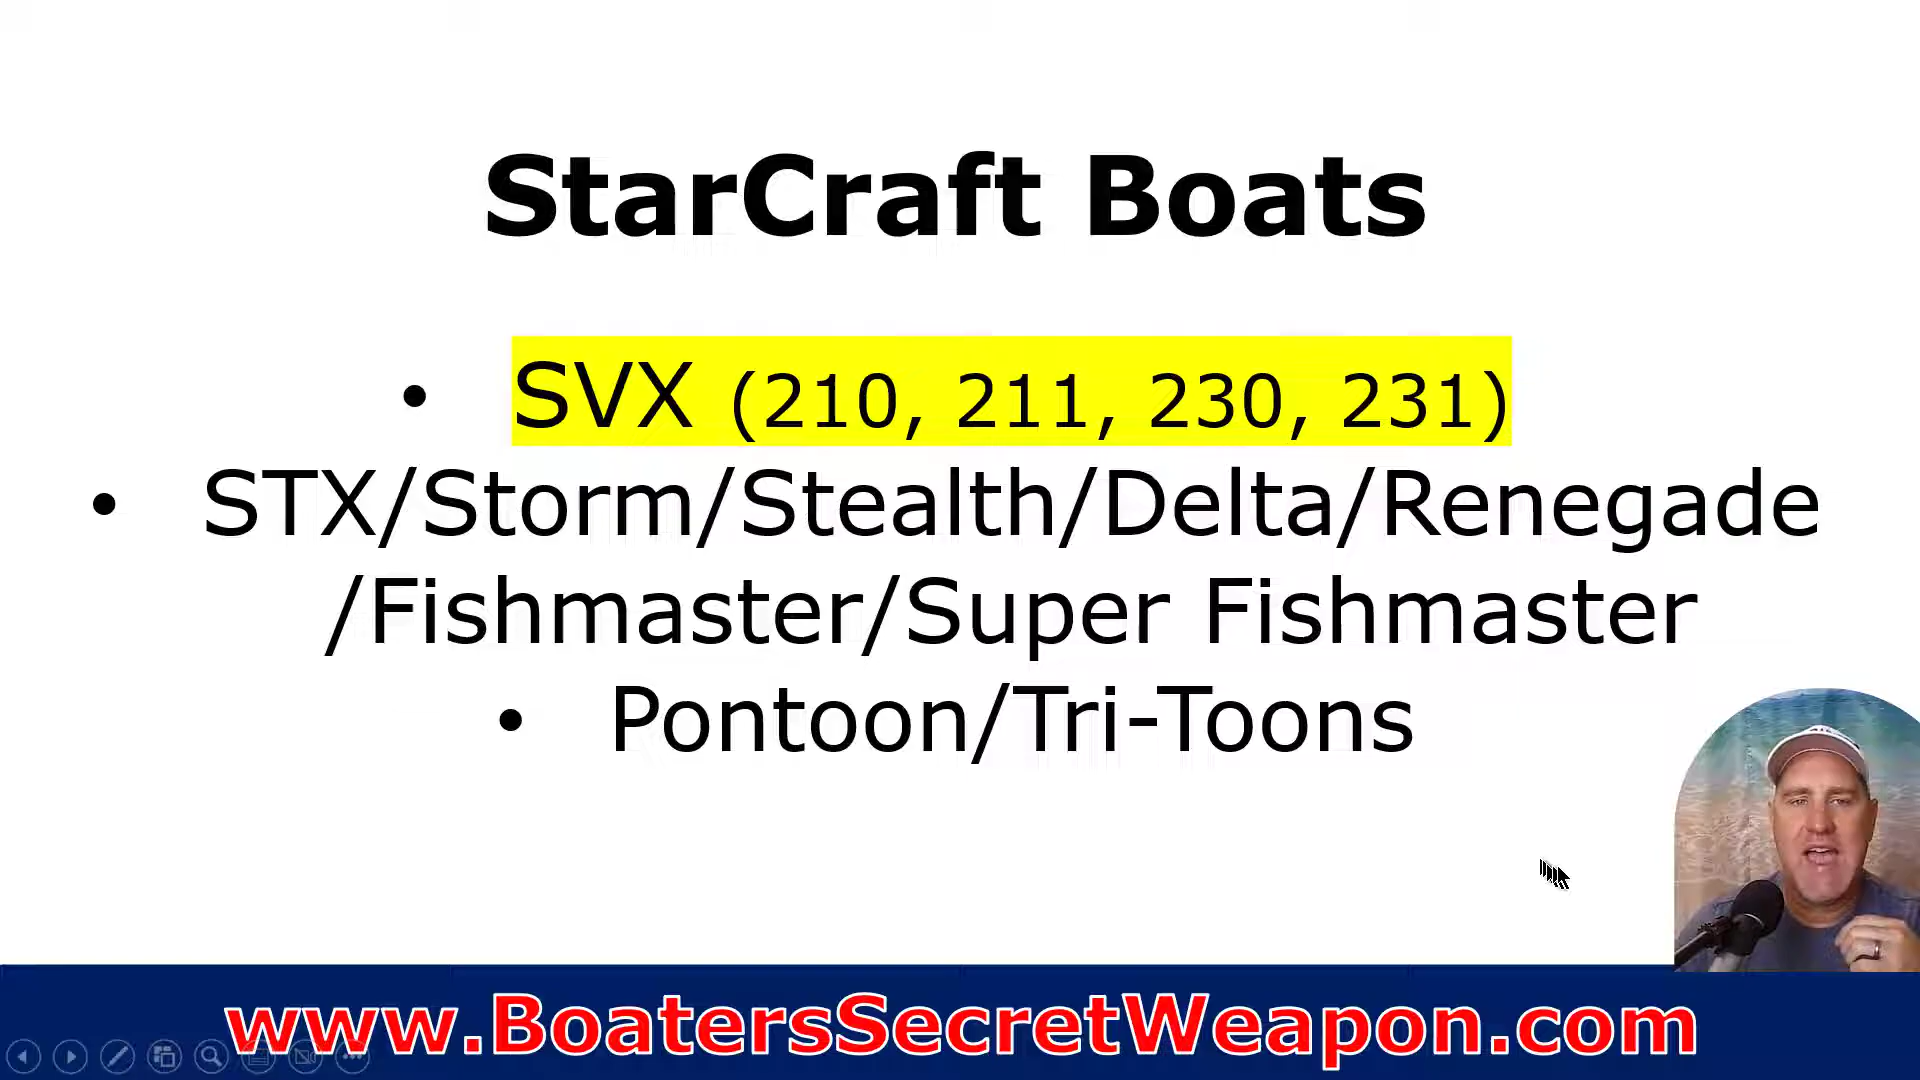 StarCraft Boats
• SVX (210, 211, 230, 231)
• STX/Storm/Stealth/Delta/Renegade
/Fishmaster/Super Fishmaster
• Pontoon/Tri-Toons
www.BoatersSecretWeapon.com